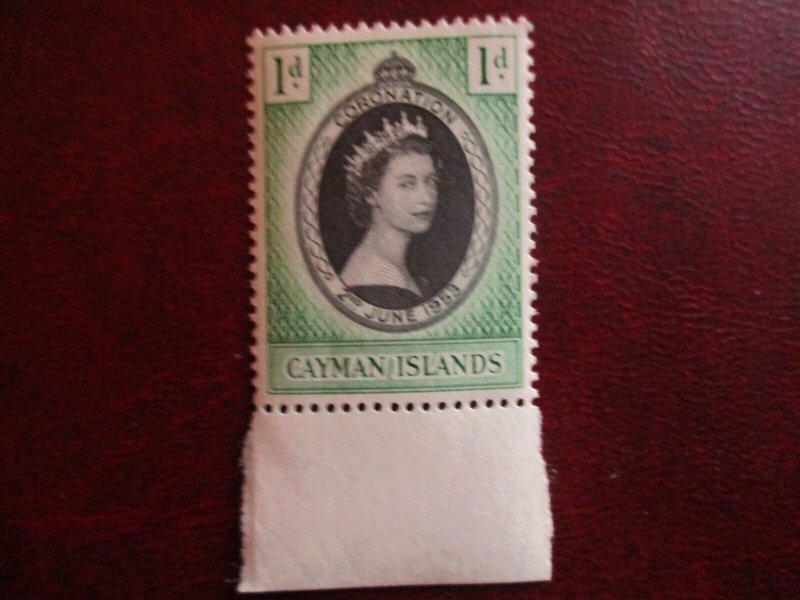 1d
1d
CORONATION
2ND JUNE 1953
CAYMAN ISLANDS